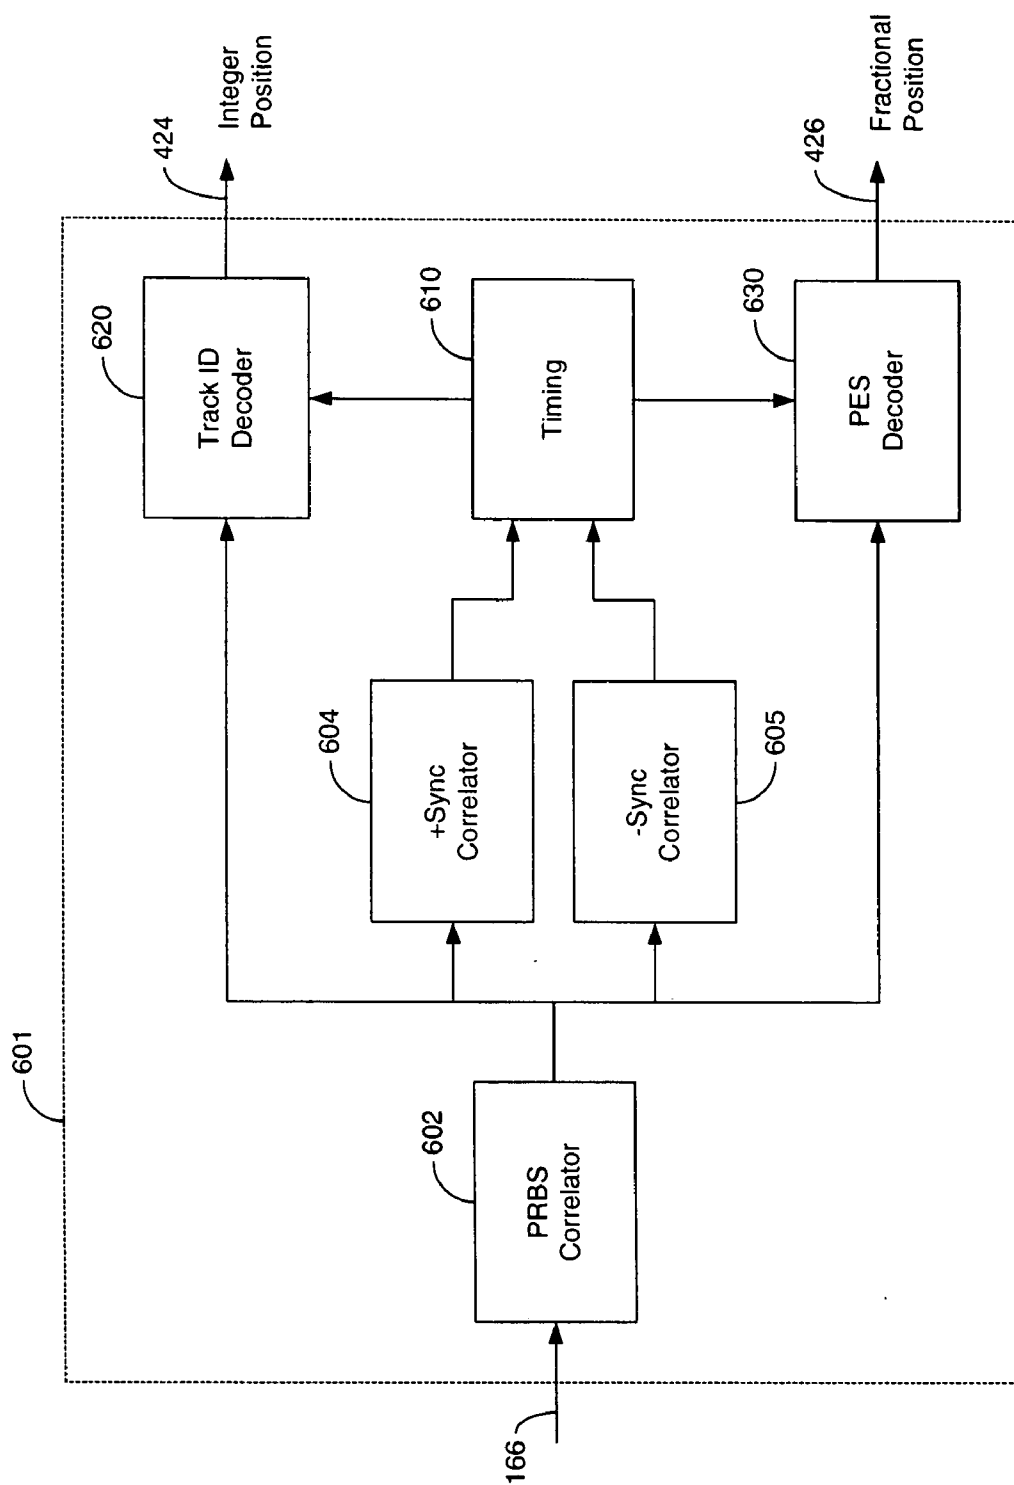 601
166
602
PRBS
Correlator
604
+Sync
Correlator
605
-Sync
Correlator
620
Track ID
Decoder
610
Timing
630
PES
Decoder
424
Integer
Position
426
Fractional
Position